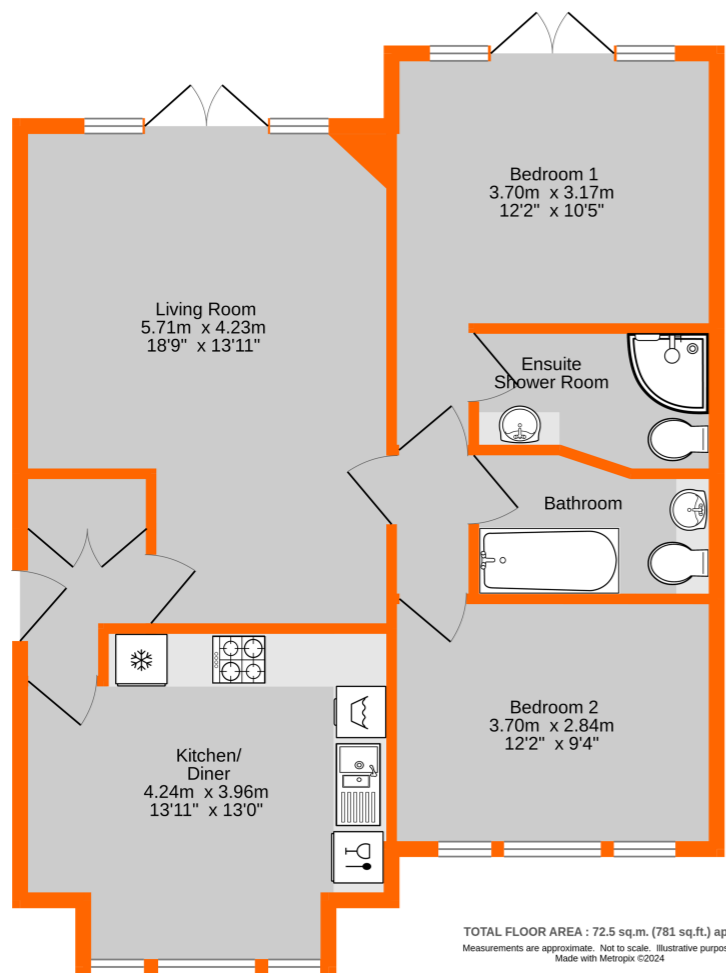 Bedroom 1
3.70m x 3.17m
12'2" x 10'5"
Living Room
5.71m x 4.23m
18'9" x 13'11"
Ensuite
Shower Room
Bathroom
Bedroom 2
3.70m x 2.84m
12'2" x 9'4"
Kitchen/
Diner
4.24m x 3.96m
13'11" x 13'0"
TOTAL FLOOR AREA : 72.5 sq.m. (781 sq.ft.) ap
Measurements are approximate. Not to scale. Illustrative purpos
Made with Metropix ©2024